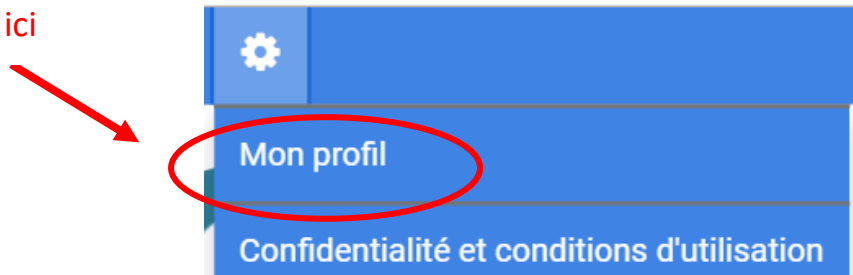 ici
Mon profil
Confidentialité et conditions d'utilisation